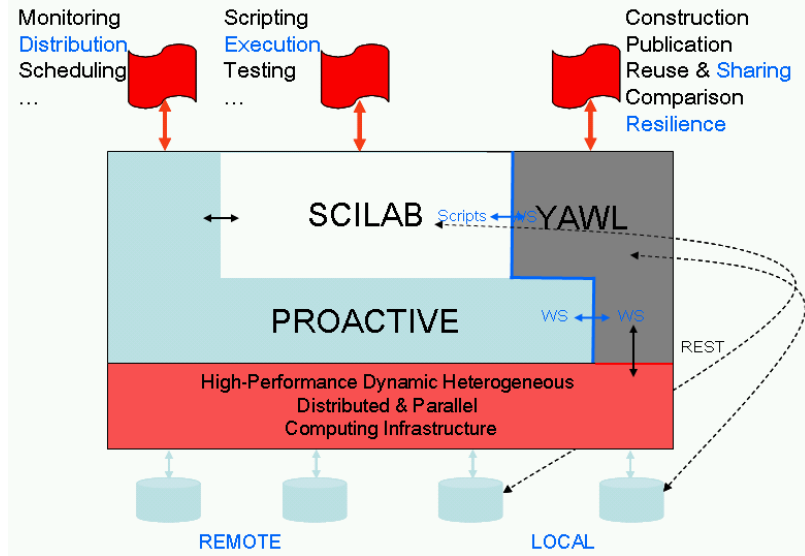 Monitoring
Distribution
Scheduling
...
Scripting
Execution
Testing
...
Construction
Publication
Reuse & Sharing
Comparison
Resilience
SCILAB
Scripts
WS
YAWL
PROACTIVE
WS
WS
REST
High-Performance Dynamic Heterogeneous
Distributed & Parallel
Computing Infrastructure
REMOTE
LOCAL